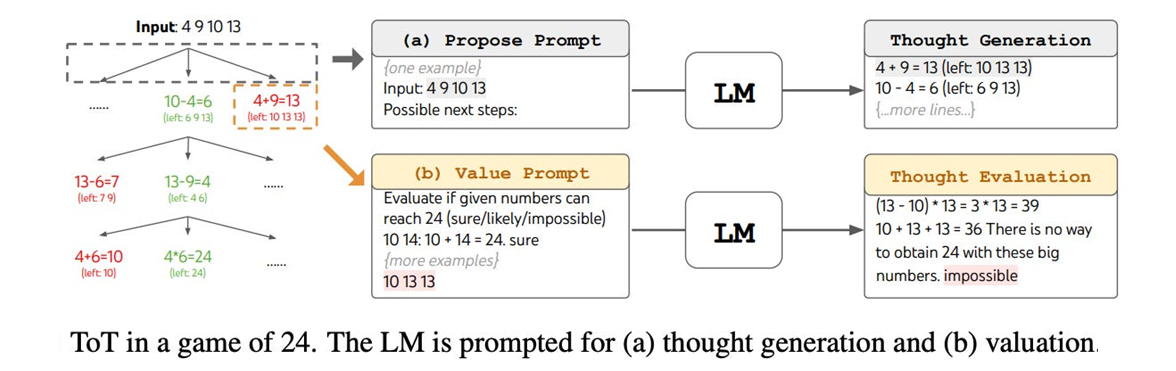 Input: 4 9 10 13
......
10-4=6
(left: 6 9 13)
4+9=13
(left: 10 13 13)
13-6=7
(left: 7 9)
13-9=4
(left: 4 6)
......
4+6=10
(left: 10)
4*6=24
(left: 24)
......
(a) Propose Prompt
{one example}
Input: 4 9 10 13
Possible next steps:
LM
Thought Generation
4 + 9 = 13 (left: 10 13 13)
10 - 4 = 6 (left: 6 9 13)
{...more lines...}
(b) Value Prompt
Evaluate if given numbers can
reach 24 (sure/likely/impossible)
10 14: 10 + 14 = 24. sure
{more examples}
10 13 13
LM
Thought Evaluation
(13 - 10) * 13 = 3 * 13 = 39
10 + 13 + 13 = 36 There is no way
to obtain 24 with these big
numbers. impossible
ToT in a game of 24. The LM is prompted for (a) thought generation and (b) valuation.